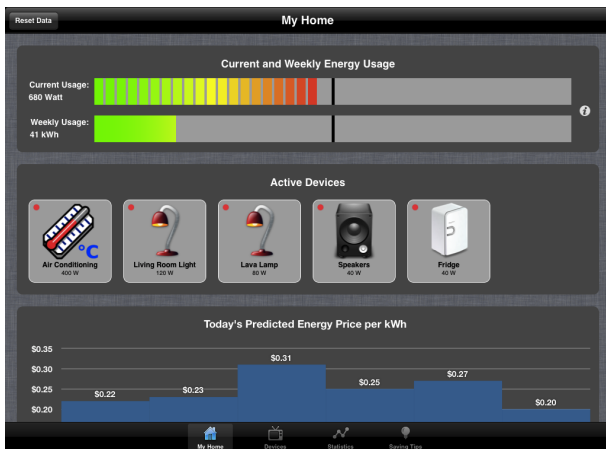 Reset Data
My Home
Current and Weekly Energy Usage
Current Usage:
680 Watt
Weekly Usage:
41 kWh
Active Devices
°C
Air Conditioning
400 W
Living Room Light
120 W
Lava Lamp
80 W
Speakers
40 W
Fridge
40 W
Today's Predicted Energy Price per kWh
$0.35
$0.30
$0.25
$0.20
$0.22
$0.23
$0.31
$0.25
$0.27
$0.20
My Home
Devices
Statistics
Saving Tips